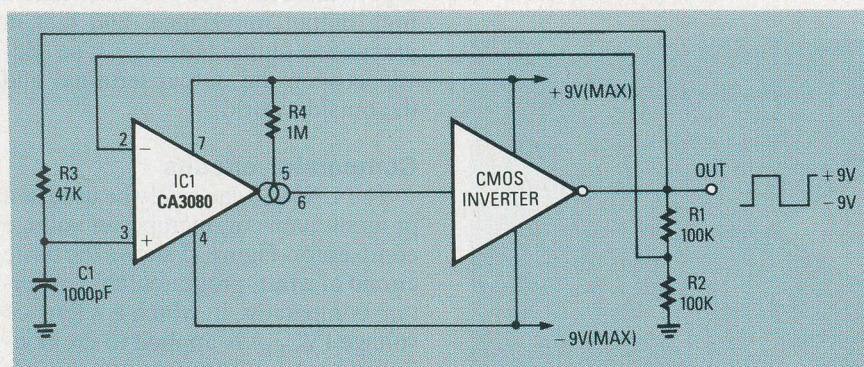 +9V(MAX)
R4
1M
2
−
7
5
IC1
CA3080
6
R3
47K
3
+
4
C1
1000pF
CMOS
INVERTER
OUT
+9V
−9V
R1
100K
R2
100K
−9V(MAX)